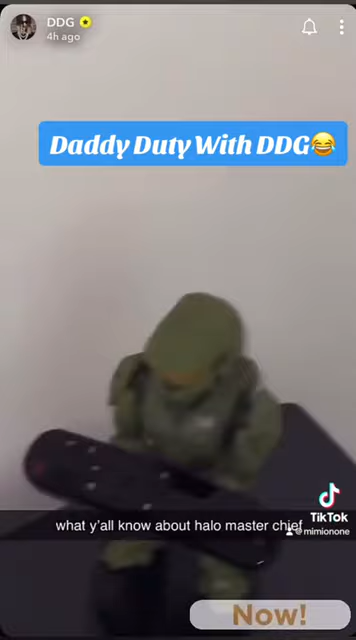 DDG
4h ago
Daddy Duty With DDG😂
what y'all know about halo master chief
TikTok
@mimionone
Now!